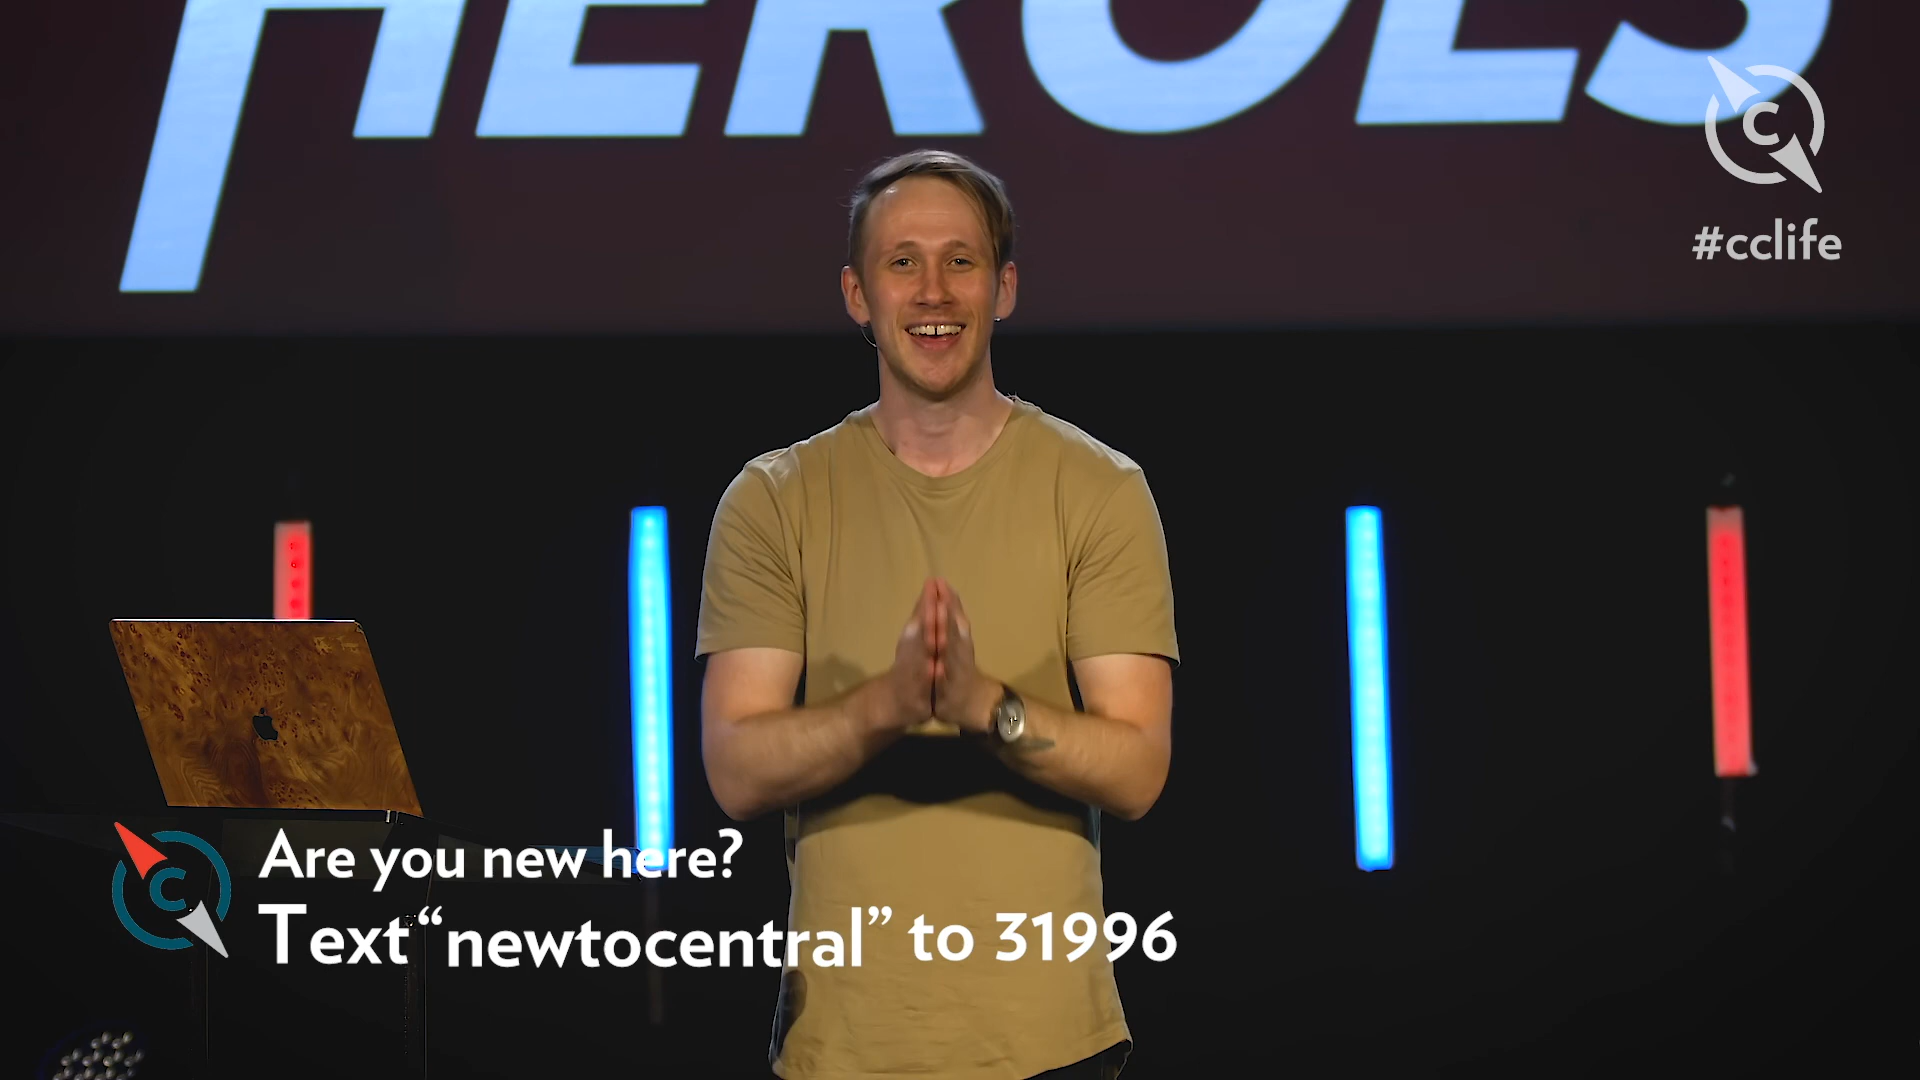 HEROES
C
#cclife
C
Are you new here?
Text “newtocentral” to 31996